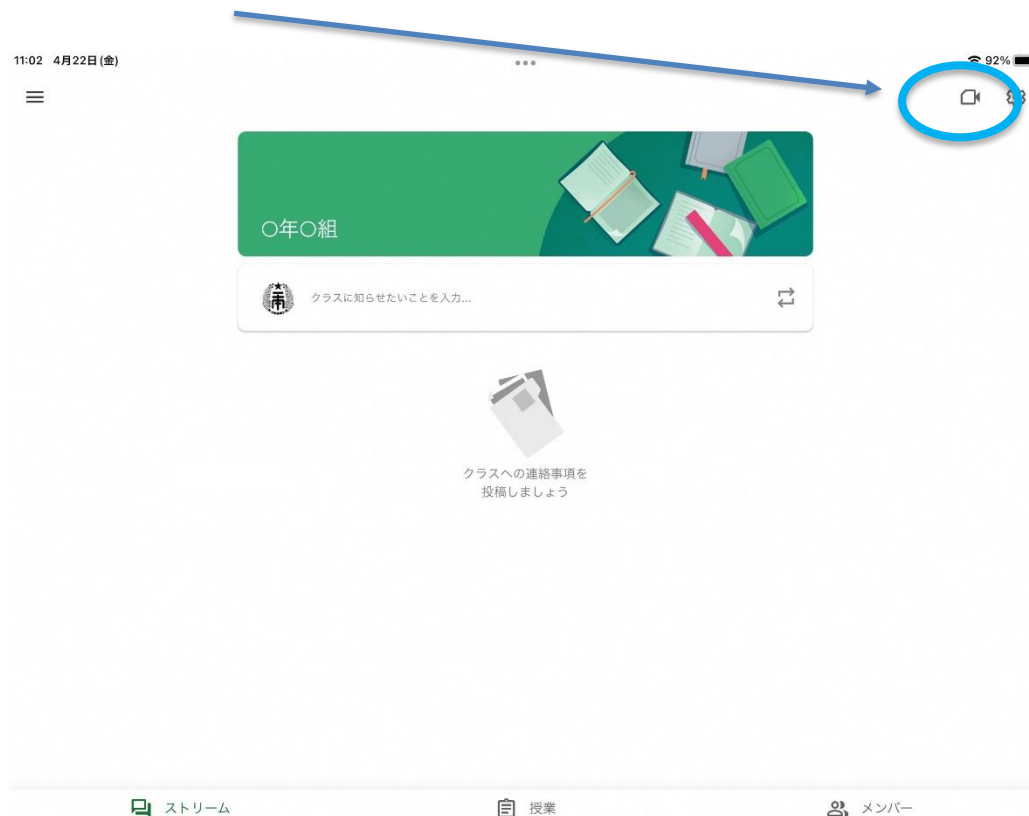 11:02 4月22日(金)
92%
〇年〇組
クラスに知らせたいことを入力...
クラスへの連絡事項を
投稿しましょう
ストリーム
授業
メンバー